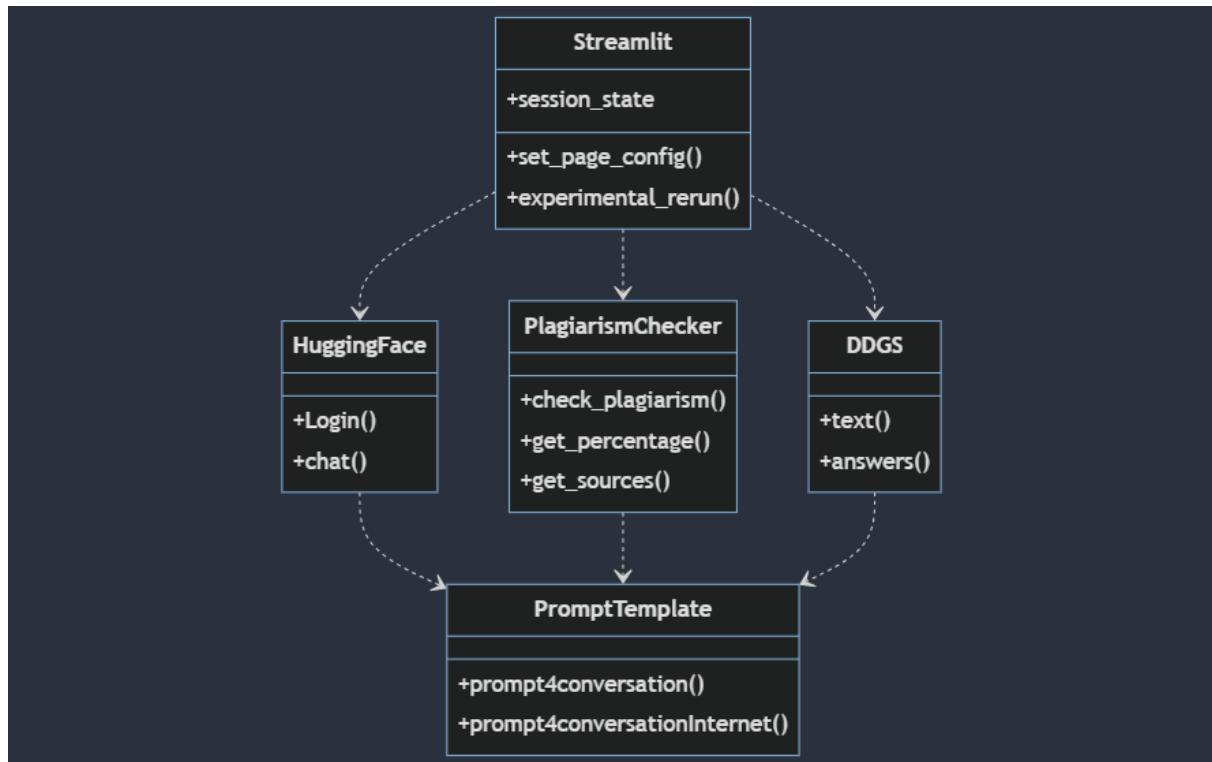 Streamlit
+session_state
+set_page_config()
+experimental_rerun()
HuggingFace
+Login()
+chat()
PlagiarismChecker
+check_plagiarism()
+get_percentage()
+get_sources()
DDGS
+text()
+answers()
PromptTemplate
+prompt4conversation()
+prompt4conversationInternet()